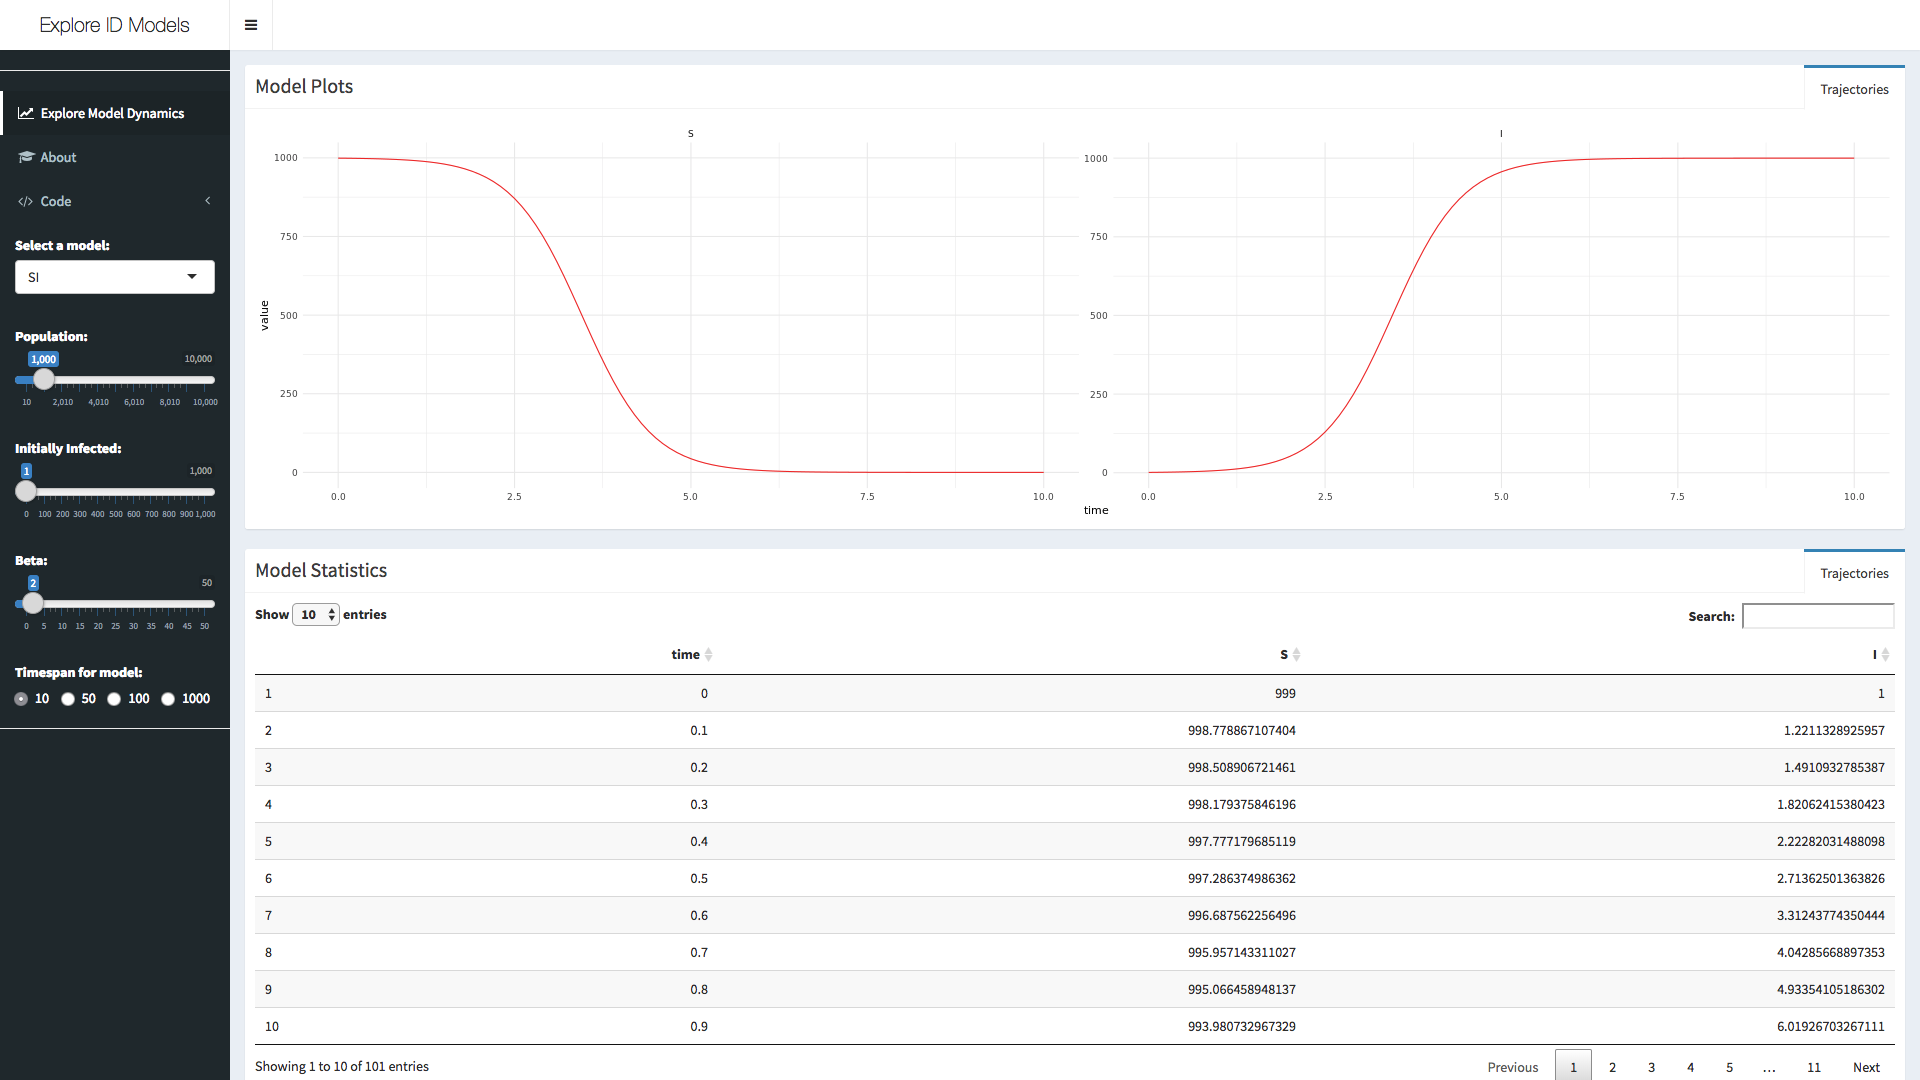 Explore ID Models
Explore Model Dynamics
About
Code
Select a model:
SI
Population:
1,000 10,000
10 2,010 4,010 6,010 8,010 10,000
Initially Infected:
1 1,000
0 100 200 300 400 500 600 700 800 900 1,000
Beta:
2 50
0 5 10 15 20 25 30 35 40 45 50
Timespan for model:
10 50 100 1000
Model Plots
Trajectories
S
1000
750
500
250
0
value
0.0 2.5 5.0 7.5 10.0
I
1000
750
500
250
0
0.0 2.5 5.0 7.5 10.0
time
Model Statistics
Trajectories
Show 10 entries
Search:
time S I
1 0 999 1
2 0.1 998.778867107404 1.2211328925957
3 0.2 998.508906721461 1.4910932785387
4 0.3 998.179375846196 1.82062415380423
5 0.4 997.777179685119 2.22282031488098
6 0.5 997.286374986362 2.71362501363826
7 0.6 996.687562256496 3.31243774350444
8 0.7 995.957143311027 4.04285668897353
9 0.8 995.066458948137 4.93354105186302
10 0.9 993.980732967329 6.01926703267111
Showing 1 to 10 of 101 entries
Previous 1 2 3 4 5 … 11 Next